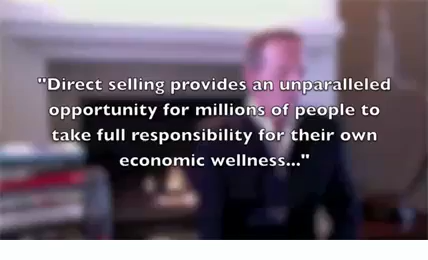 "Direct selling provides an unparalleled
opportunity for millions of people to
take full responsibility for their own
economic wellness..."